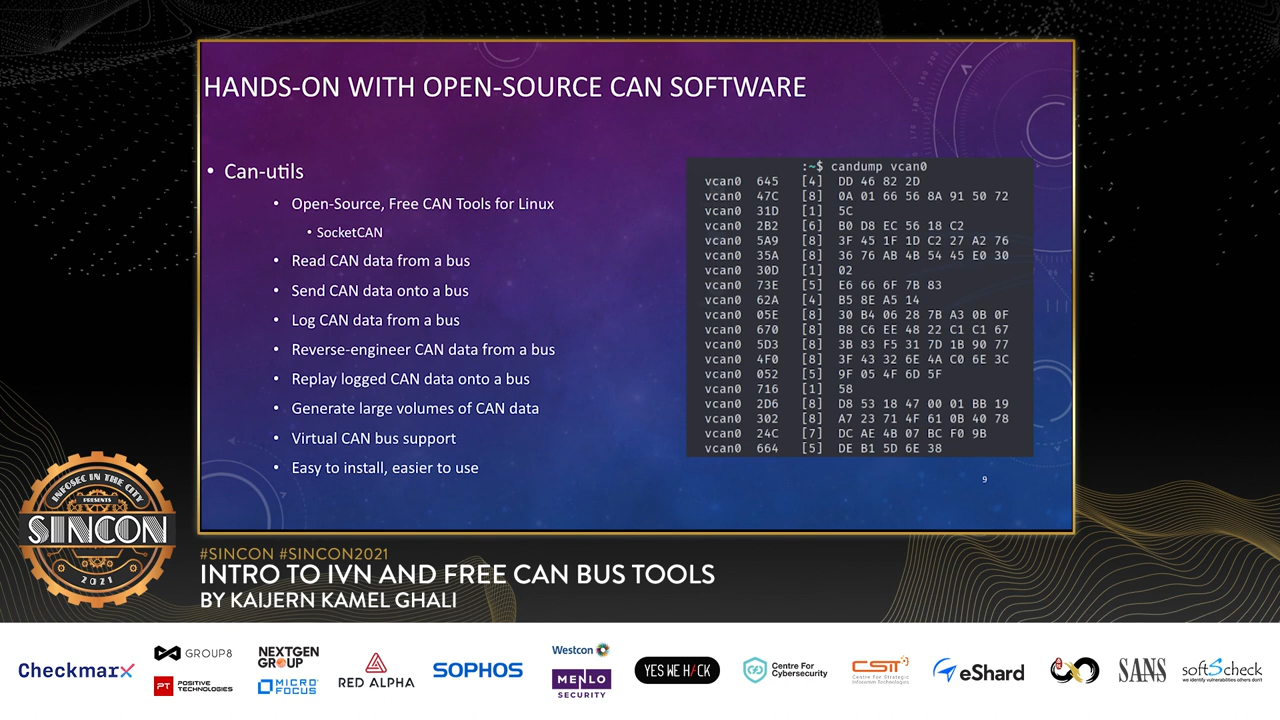 HANDS-ON WITH OPEN-SOURCE CAN SOFTWARE
• Can-utils
• Open-Source, Free CAN Tools for Linux
• SocketCAN
• Read CAN data from a bus
• Send CAN data onto a bus
• Log CAN data from a bus
• Reverse-engineer CAN data from a bus
• Replay logged CAN data onto a bus
• Generate large volumes of CAN data
• Virtual CAN bus support
• Easy to install, easier to use
:~$ candump vcan0
vcan0 645 [4] DD 46 82 2D
vcan0 47C [8] 0A 01 66 56 8A 91 50 72
vcan0 31D [1] 5C
vcan0 2B2 [6] B0 D8 EC 56 18 C2
vcan0 5A9 [8] 3F 45 1F 1D C2 27 A2 76
vcan0 35A [8] 36 76 AB 4B 54 45 E0 30
vcan0 30D [1] 02
vcan0 73E [5] E6 66 6F 7B 83
vcan0 62A [4] B5 8E A5 14
vcan0 05E [8] 30 B4 06 28 7B A3 0B 0F
vcan0 670 [8] B8 C6 EE 48 22 C1 C1 67
vcan0 5D3 [8] 3B 83 F5 31 7D 1B 90 77
vcan0 4F0 [8] 3F 43 32 6E 4A C0 6E 3C
vcan0 052 [5] 9F 05 4F 6D 5F
vcan0 716 [1] 58
vcan0 2D6 [8] D8 53 18 47 00 01 BB 19
vcan0 302 [8] A7 23 71 4F 61 0B 40 78
vcan0 24C [7] DC AE 4B 07 BC F0 9B
vcan0 664 [5] DE B1 5D 6E 38
9
INFOSEC IN THE CITY
PRESENTS
SINCON
2021
#SINCON #SINCON2021
INTRO TO IVN AND FREE CAN BUS TOOLS
BY KAIJERN KAMEL GHALI
Checkmarx
GROUP8
POSITIVE TECHNOLOGIES
NEXTGEN GROUP
MICRO FOCUS
RED ALPHA
SOPHOS
Westcon
MENLO SECURITY
YES WE H/CK
Centre For Cybersecurity
CSIT
Centre For Strategic Infocomm Technologies
eShard
SANS
softScheck
we identify vulnerabilities others don't